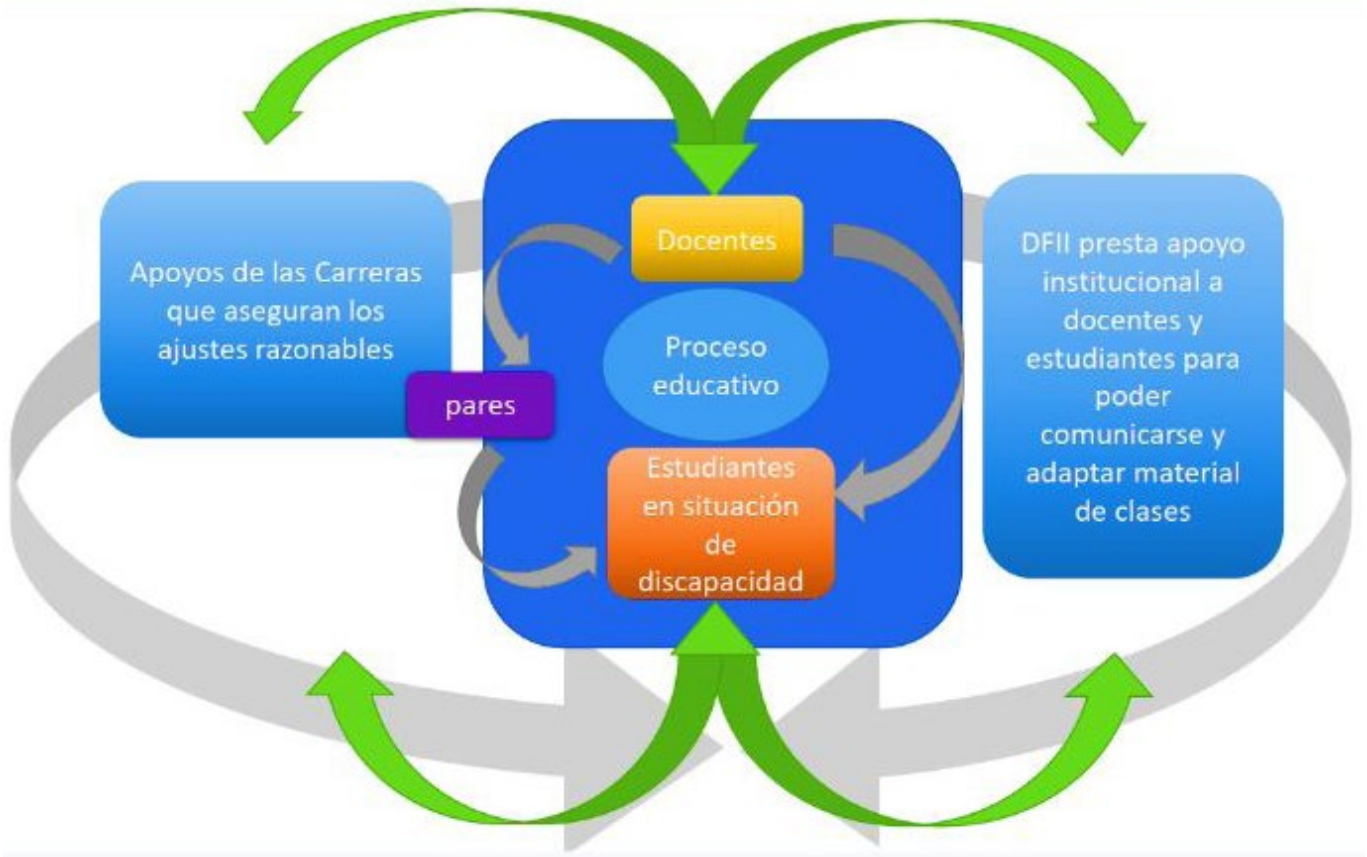 Apoyos de las Carreras
que aseguran los
ajustes razonables
pares
Docentes
Proceso
educativo
Estudiantes
en situación
de
discapacidad
DFII presta apoyo
institucional a
docentes y
estudiantes para
poder
comunicarse y
adaptar material
de clases